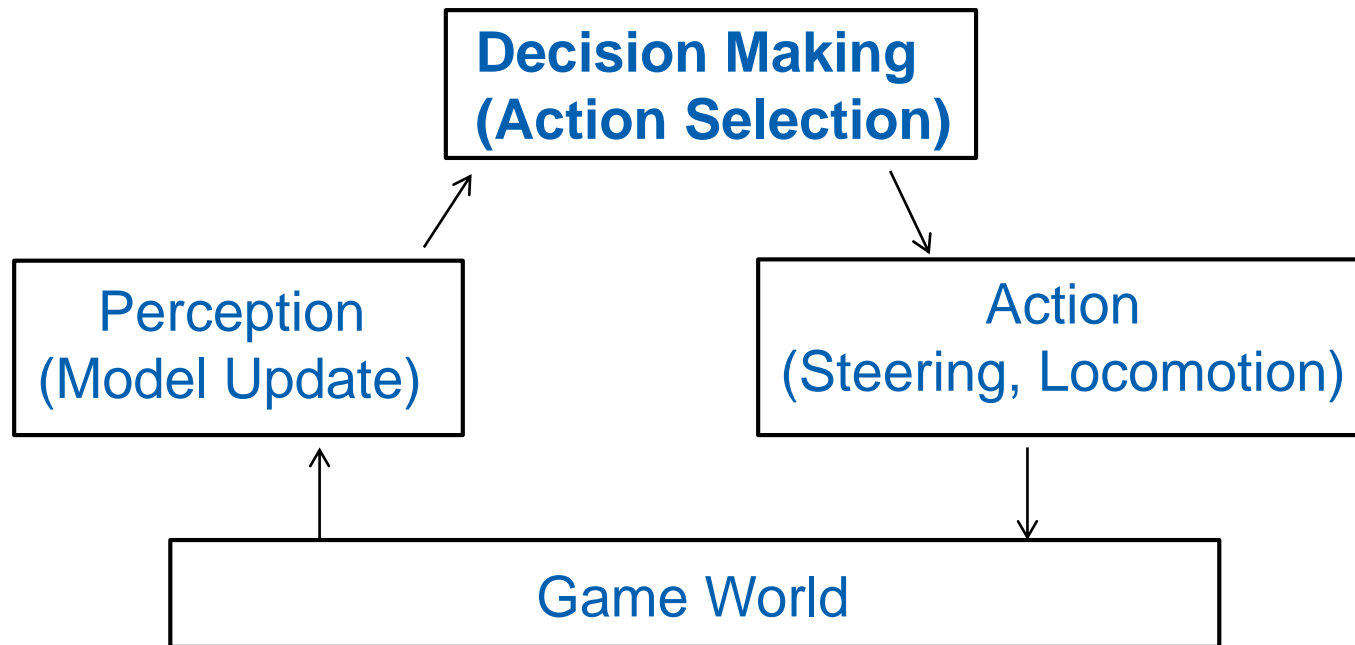 Decision Making
(Action Selection)
Perception
(Model Update)
Action
(Steering, Locomotion)
Game World